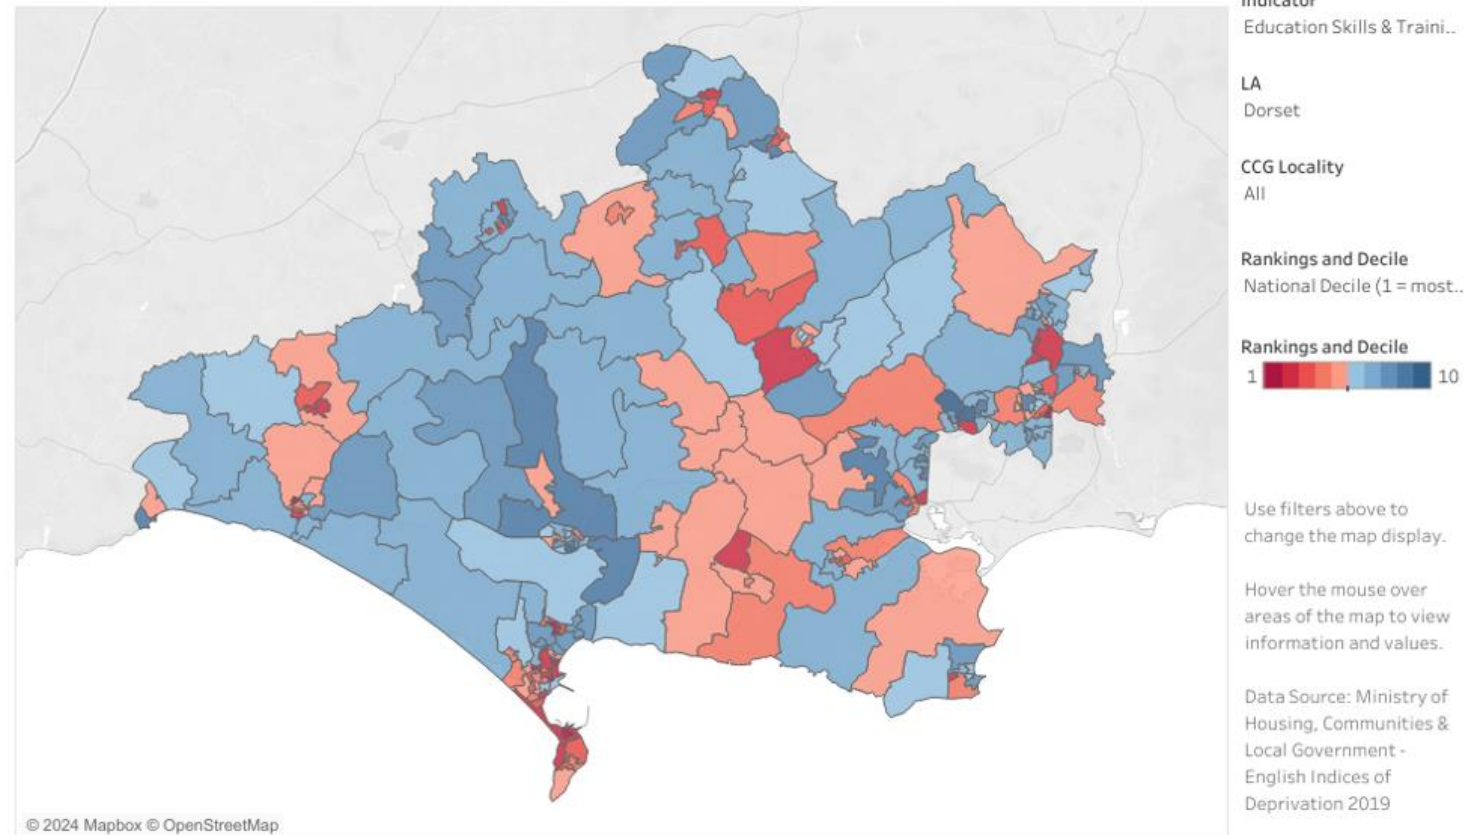 Indicator
Education Skills & Traini..
LA
Dorset
CCG Locality
All
Rankings and Decile
National Decile (1 = most..
Rankings and Decile
1 10
Use filters above to
change the map display.
Hover the mouse over
areas of the map to view
information and values.
Data Source: Ministry of
Housing, Communities &
Local Government -
English Indices of
Deprivation 2019
© 2024 Mapbox © OpenStreetMap